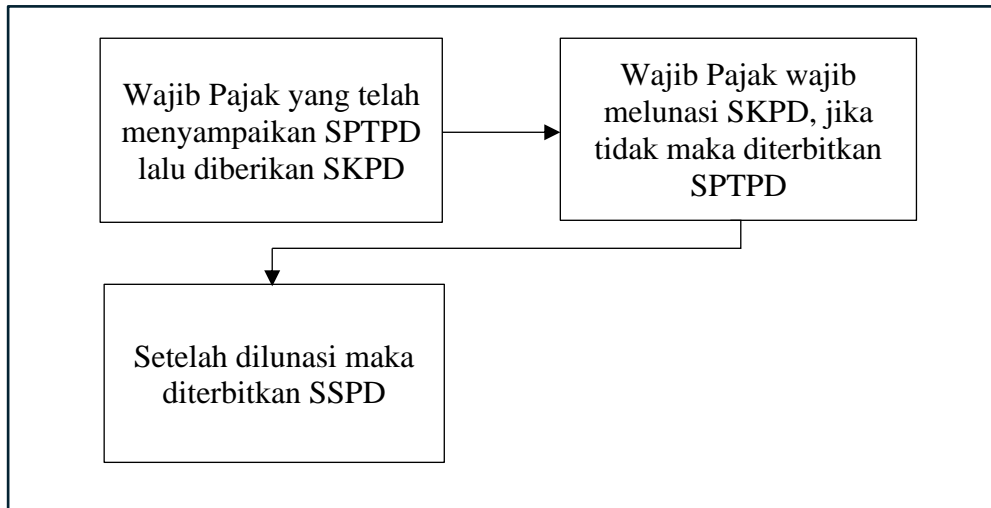 Wajib Pajak yang telah
menyampaikan SPTPD
lalu diberikan SKPD
Wajib Pajak wajib
melunasi SKPD, jika
tidak maka diterbitkan
SPTPD
Setelah dilunasi maka
diterbitkan SSPD